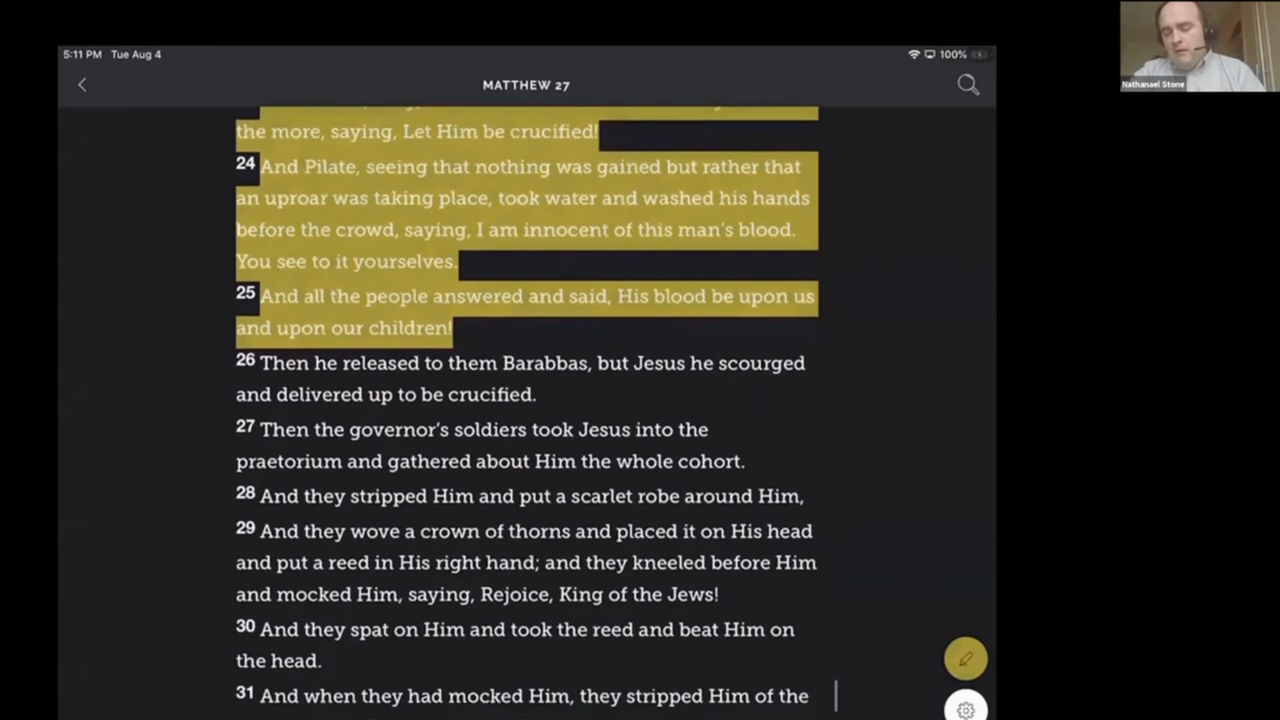 5:11 PM Tue Aug 4
100%
MATTHEW 27
Nathanael Stone
the more, saying, Let Him be crucified!
24 And Pilate, seeing that nothing was gained but rather that
an uproar was taking place, took water and washed his hands
before the crowd, saying, I am innocent of this man's blood.
You see to it yourselves.
25 And all the people answered and said, His blood be upon us
and upon our children!
26 Then he released to them Barabbas, but Jesus he scourged
and delivered up to be crucified.
27 Then the governor's soldiers took Jesus into the
praetorium and gathered about Him the whole cohort.
28 And they stripped Him and put a scarlet robe around Him,
29 And they wove a crown of thorns and placed it on His head
and put a reed in His right hand; and they kneeled before Him
and mocked Him, saying, Rejoice, King of the Jews!
30 And they spat on Him and took the reed and beat Him on
the head.
31 And when they had mocked Him, they stripped Him of the